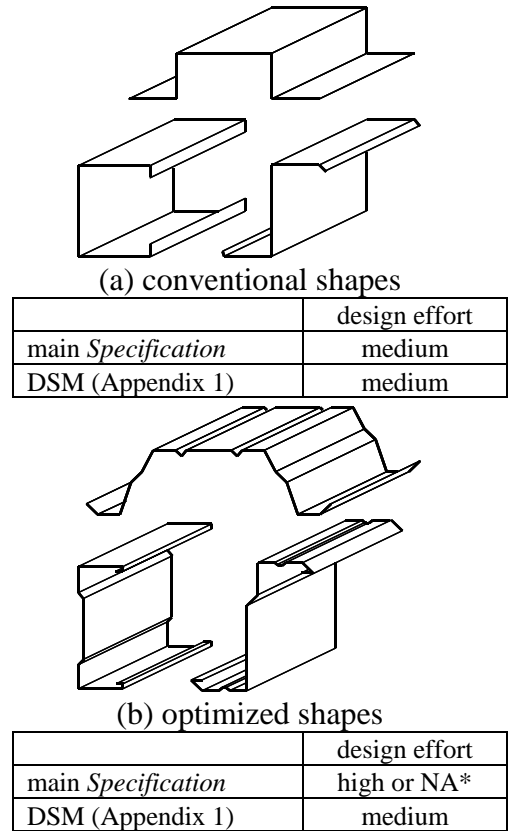 (a) conventional shapes
design effort
main Specification medium
DSM (Appendix 1) medium
(b) optimized shapes
design effort
main Specification high or NA*
DSM (Appendix 1) medium